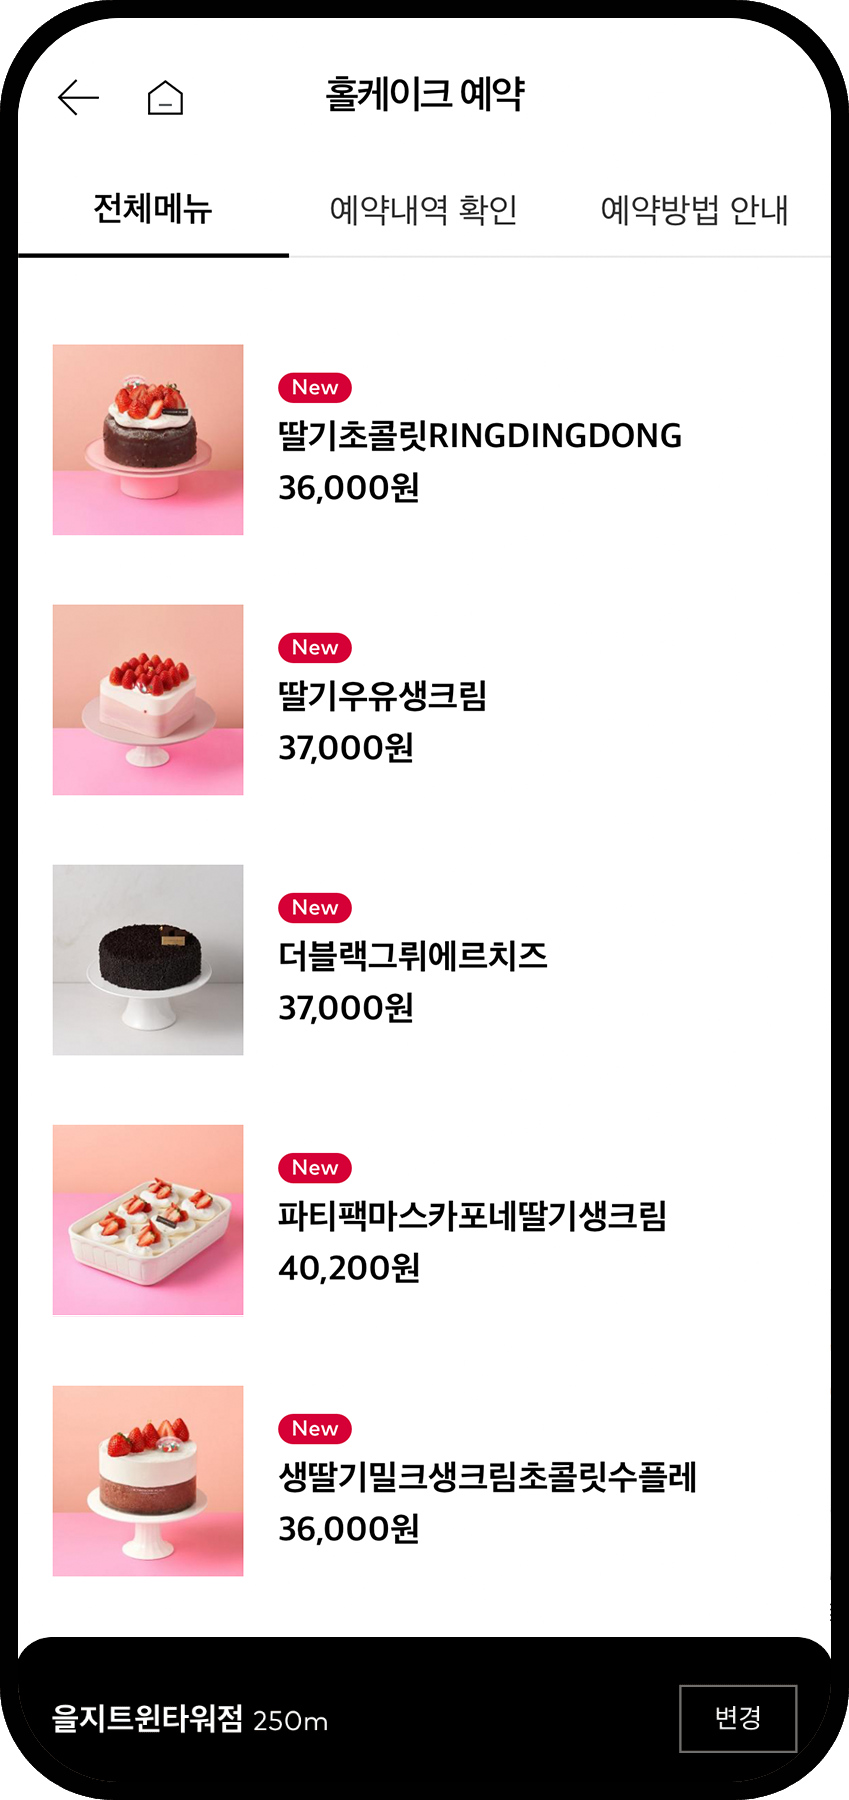 홀케이크 예약
전체메뉴 예약내역 확인 예약방법 안내
New
딸기초콜릿RINGDINGDONG
36,000원
New
딸기우유생크림
37,000원
New
더블랙그뤼에르치즈
37,000원
New
파티팩마스카포네딸기생크림
40,200원
New
생딸기밀크생크림초콜릿수플레
36,000원
을지트윈타워점 250m
변경